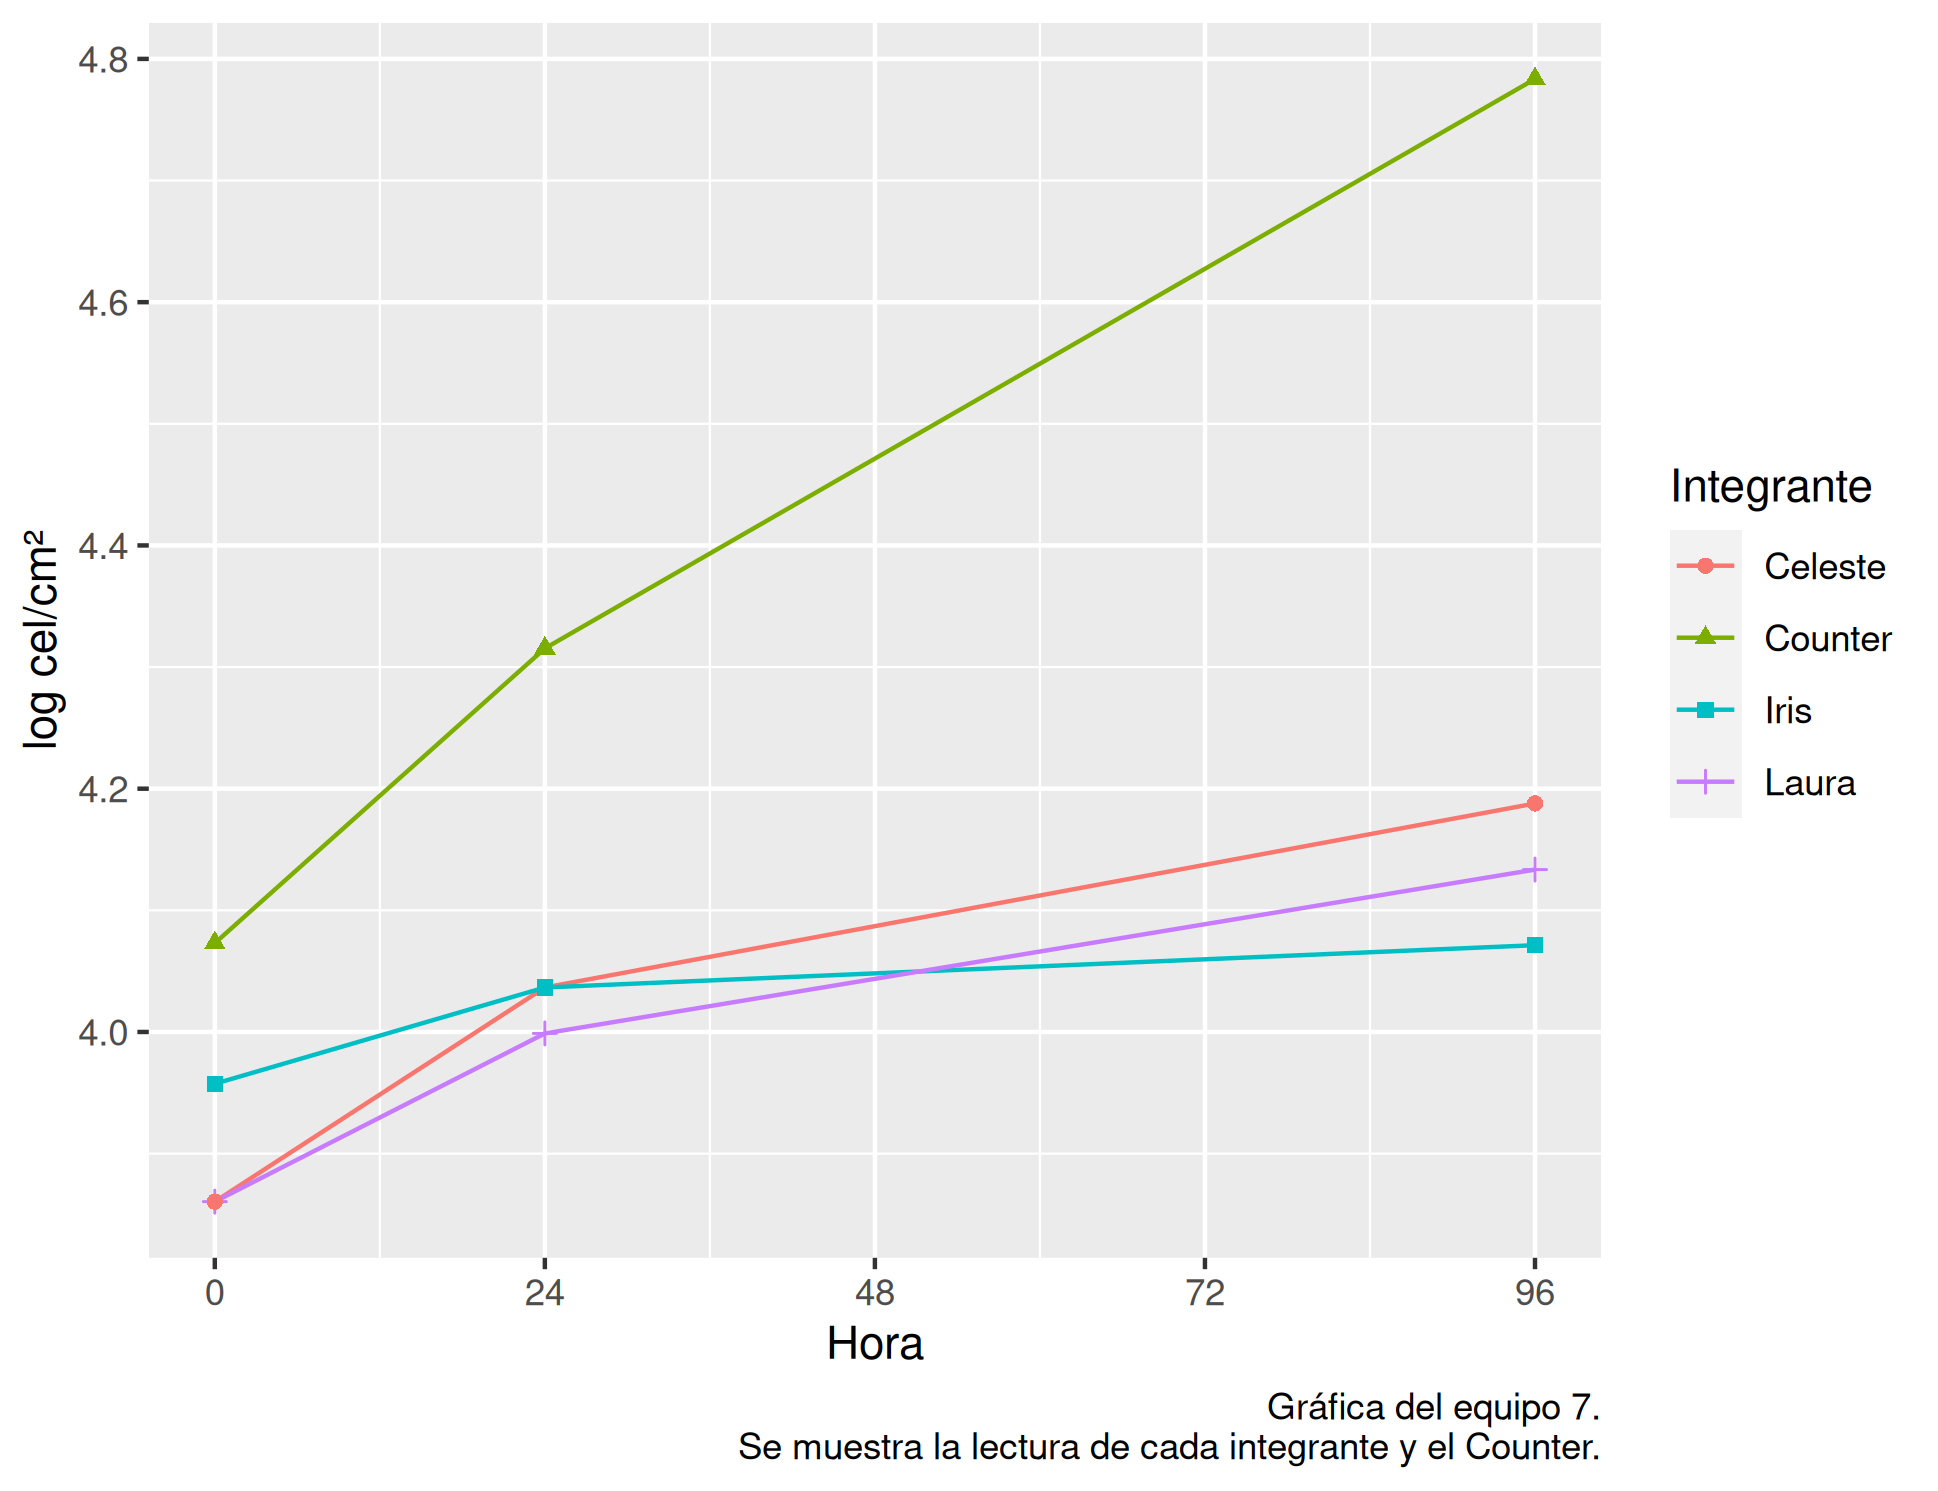 4.8
4.6
4.4
4.2
4.0
log cel/cm²
0 24 48 72 96
Hora
Integrante
Celeste
Counter
Iris
Laura
Gráfica del equipo 7.
Se muestra la lectura de cada integrante y el Counter.